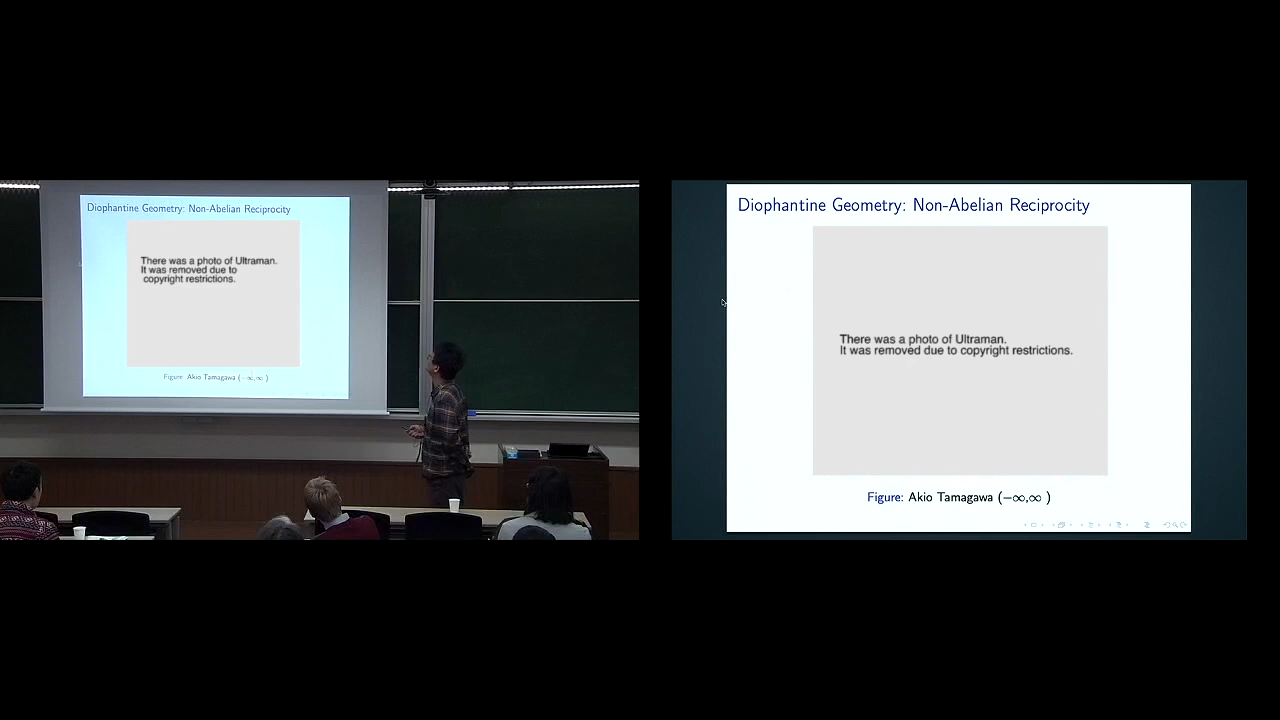 Diophantine Geometry: Non-Abelian Reciprocity
There was a photo of Ultraman.
It was removed due to
copyright restrictions.
Figure: Akio Tamagawa (−∞,∞ )
Diophantine Geometry: Non-Abelian Reciprocity
There was a photo of Ultraman.
It was removed due to copyright restrictions.
Figure: Akio Tamagawa (−∞,∞ )